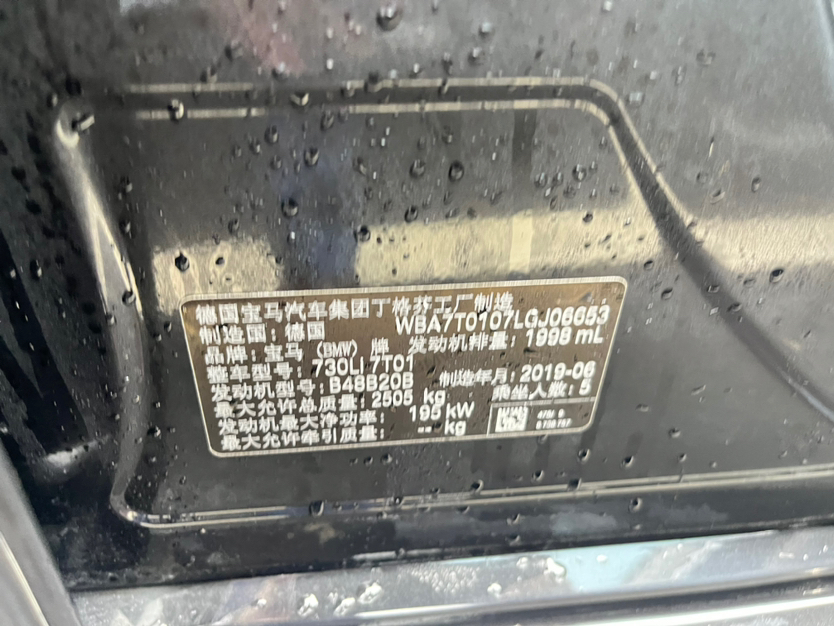 德国宝马汽车集团丁格芬工厂制造
WBA7T0107LGJ06653
制造国：德国
发动机排量：1998 mL
品牌：宝马（BMW）牌
整车型号：730LI 7T01
制造年月：2019-06
发动机型号：B48B20B
乘坐人数：5
最大允许总质量：2505 kg
发动机最大净功率：195 kW
最大允许牵引质量：-- kg